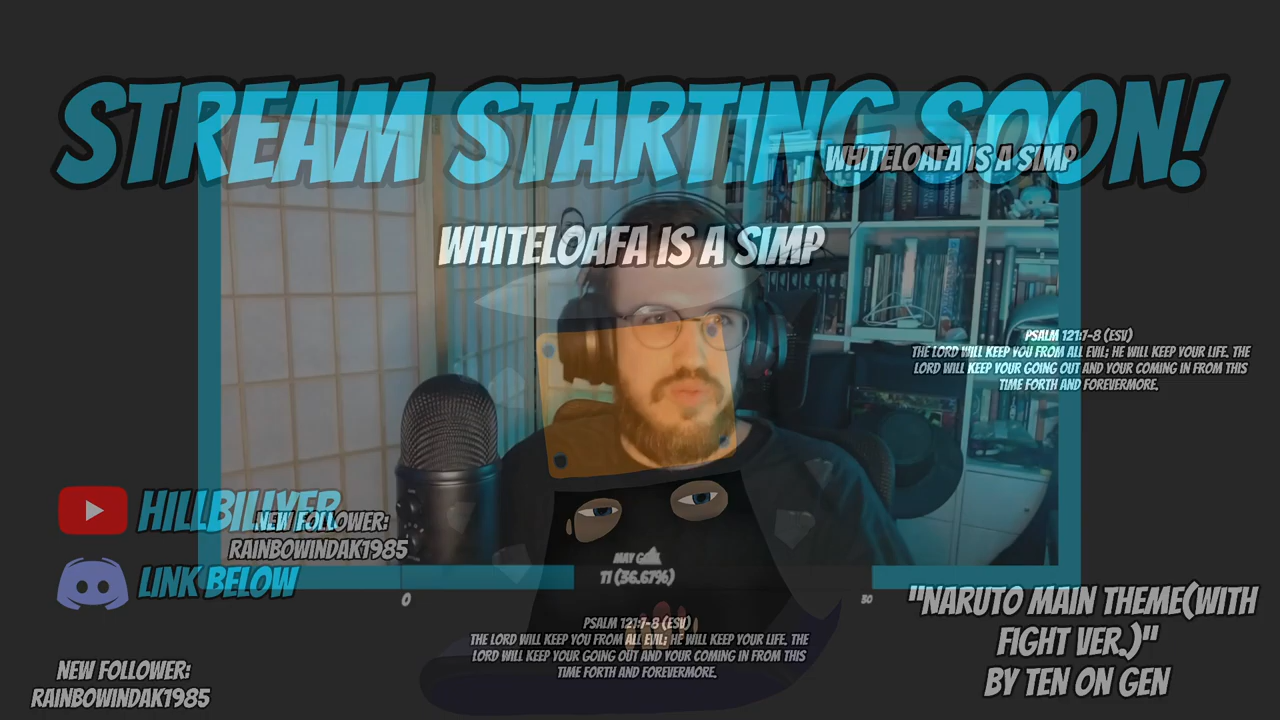 STREAM STARTING SOON!
WHITELOAFA IS A SIMP
WHITELOAFA IS A SIMP
PSALM 121:7-8 (ESV)
THE LORD WILL KEEP YOU FROM ALL EVIL; HE WILL KEEP YOUR LIFE. THE
LORD WILL KEEP YOUR GOING OUT AND YOUR COMING IN FROM THIS
TIME FORTH AND FOREVERMORE.
HILLBILLYER
NEW FOLLOWER:
RAINBOWINDAK1985
LINK BELOW
MAY GOAL
11 (36.67%)
0
30
"NARUTO MAIN THEME(WITH
FIGHT VER.)"
BY TEN ON GEN
PSALM 121:7-8 (ESV)
THE LORD WILL KEEP YOU FROM ALL EVIL; HE WILL KEEP YOUR LIFE. THE
LORD WILL KEEP YOUR GOING OUT AND YOUR COMING IN FROM THIS
TIME FORTH AND FOREVERMORE.
NEW FOLLOWER:
RAINBOWINDAK1985